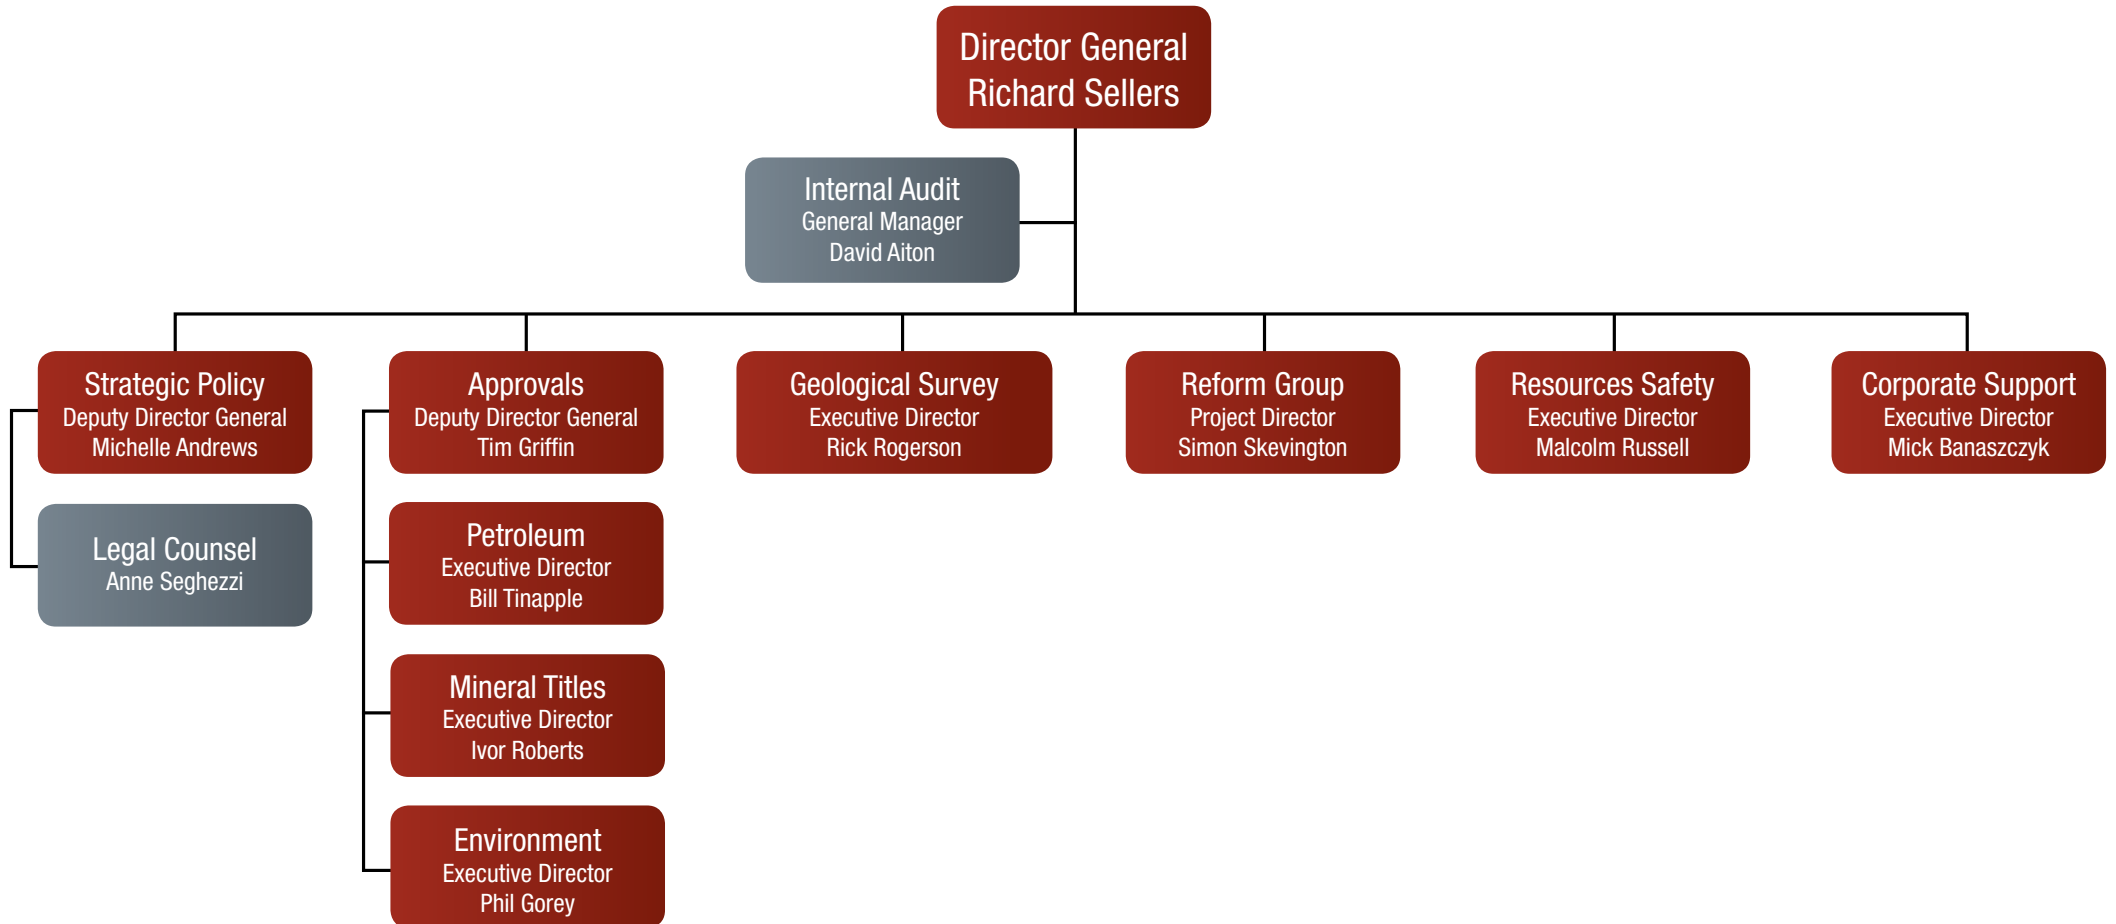 Director General
Richard Sellers
Internal Audit
General Manager
David Aiton
Strategic Policy
Deputy Director General
Michelle Andrews
Approvals
Deputy Director General
Tim Griffin
Geological Survey
Executive Director
Rick Rogerson
Reform Group
Project Director
Simon Skevington
Resources Safety
Executive Director
Malcolm Russell
Corporate Support
Executive Director
Mick Banaszczyk
Legal Counsel
Anne Seghezzi
Petroleum
Executive Director
Bill Tinapple
Mineral Titles
Executive Director
Ivor Roberts
Environment
Executive Director
Phil Gorey